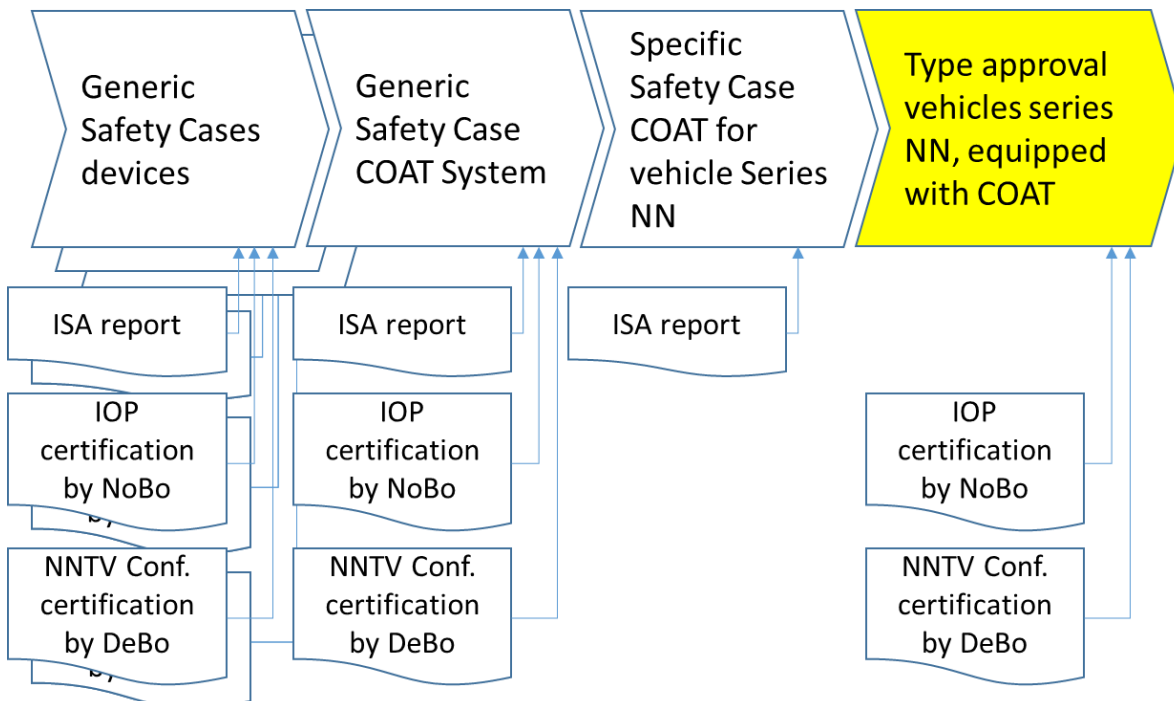 Generic
Safety Cases
devices
Generic
Safety Case
COAT System
Specific
Safety Case
COAT for
vehicle Series
NN
Type approval
vehicles series
NN, equipped
with COAT
ISA report
ISA report
ISA report
IOP
certification
by NoBo
by
IOP
certification
by NoBo
IOP
certification
by NoBo
NNTV Conf.
certification
by DeBo
by
NNTV Conf.
certification
by DeBo
NNTV Conf.
certification
by DeBo